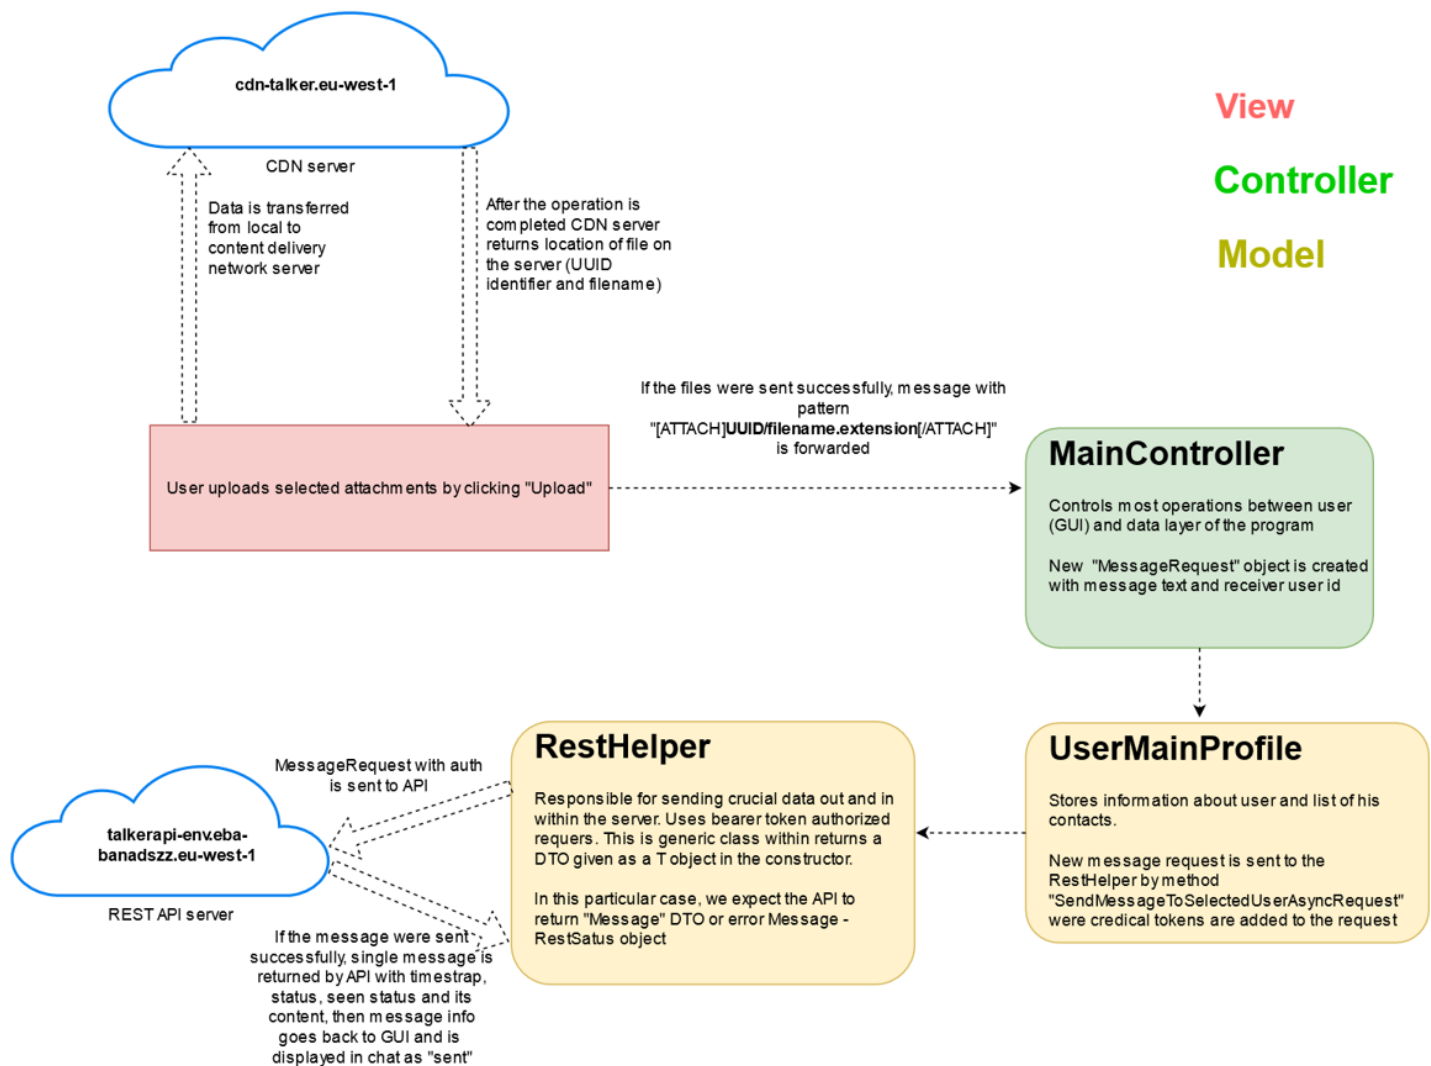 cdn-talker.eu-west-1
CDN server
Data is transferred
from local to
content delivery
network server
After the operation is
completed CDN server
returns location of file on
the server (UUID
identifier and filename)
View
Controller
Model
User uploads selected attachments by clicking "Upload"
If the files were sent successfully, message with
pattern
"[ATTACH]UUID/filename.extension[/ATTACH]"
is forwarded
MainController
Controls most operations between user
(GUI) and data layer of the program
New "MessageRequest" object is created
with message text and receiver user id
UserMainProfile
Stores information about user and list of his
contacts.
New message request is sent to the
RestHelper by method
"SendMessageToSelectedUserAsyncRequest"
were credical tokens are added to the request
RestHelper
Responsible for sending crucial data out and in
within the server. Uses bearer token authorized
requers. This is generic class within returns a
DTO given as a T object in the constructor.
In this particular case, we expect the API to
return "Message" DTO or error Message -
RestSatus object
MessageRequest with auth
is sent to API
talkerapi-env.eba-
banadszz.eu-west-1
REST API server
If the message were sent
successfully, single message is
returned by API with timestrap,
status, seen status and its
content, then message info
goes back to GUI and is
displayed in chat as "sent"